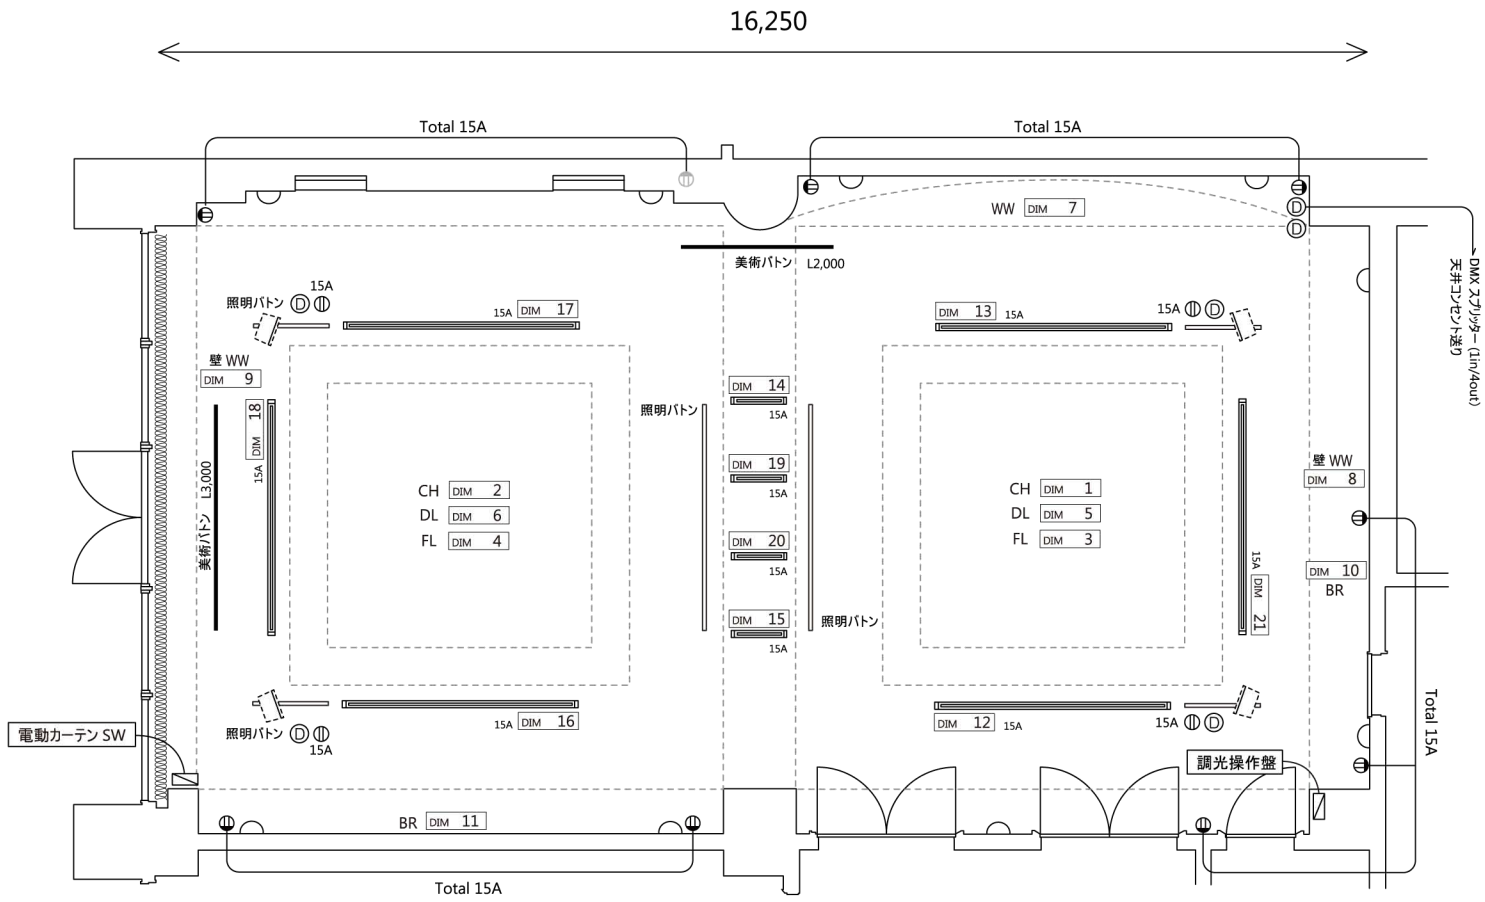 16,250
Total 15A
Total 15A
WW DIM 7
美術バトン L2,000
DMX スプリッター (1in/4out)
天井コンセント送り
15A
照明バトン D
15A DIM 17
DIM 13 15A
15A D
D
D
壁 WW
DIM 9
DIM 18
15A
美術バトン L3,000
照明バトン
DIM 14
15A
DIM 19
15A
DIM 20
15A
DIM 15
15A
CH DIM 2
DL DIM 6
FL DIM 4
CH DIM 1
DL DIM 5
FL DIM 3
壁 WW
DIM 8
DIM 10
BR
15A
DIM 21
照明バトン
照明バトン D
15A
15A DIM 16
DIM 12 15A
15A D
Total 15A
電動カーテン SW
調光操作盤
BR DIM 11
Total 15A